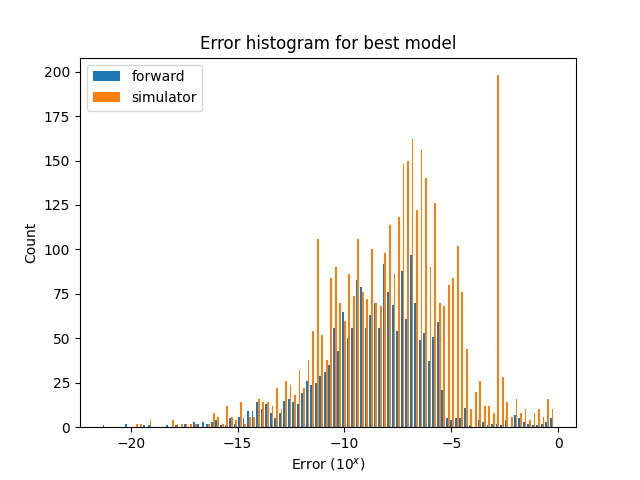 Error histogram for best model
forward
simulator
200
175
150
125
100
75
50
25
0
Count
−20 −15 −10 −5 0
Error (10^x)